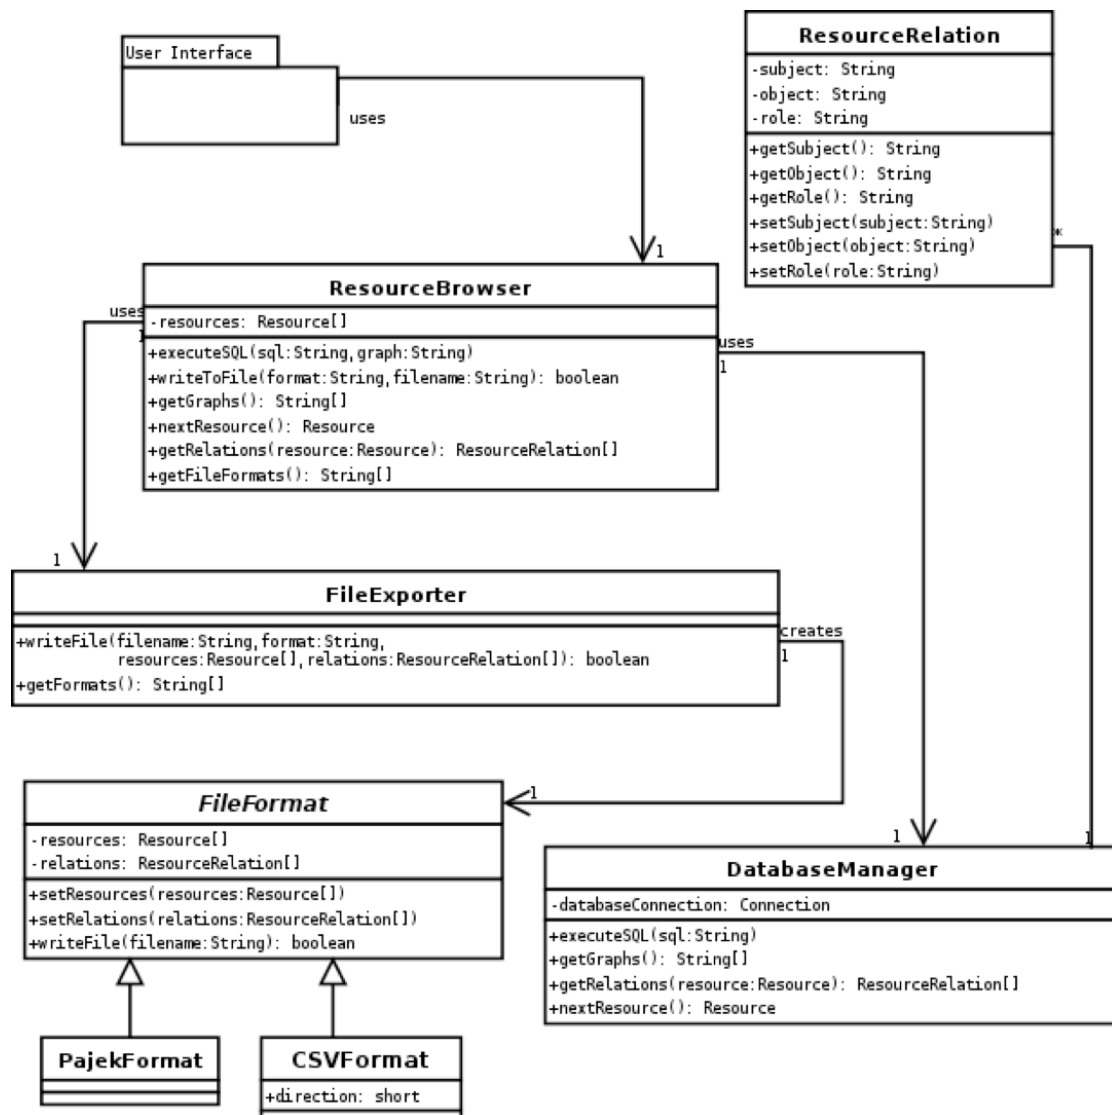 User Interface
uses
1
ResourceRelation
-subject: String
-object: String
-role: String
+getSubject(): String
+getObject(): String
+getRole(): String
+setSubject(subject:String)
+setObject(object:String)
+setRole(role:String)
*
ResourceBrowser
-resources: Resource[]
+executeSQL(sql:String,graph:String)
+writeToFile(format:String,filename:String): boolean
+getGraphs(): String[]
+nextResource(): Resource
+getRelations(resource:Resource): ResourceRelation[]
+getFileFormats(): String[]
uses
1
uses
1
1
FileExporter
+writeFile(filename:String,format:String,
resources:Resource[],relations:ResourceRelation[]): boolean
+getFormats(): String[]
creates
1
1
FileFormat
-resources: Resource[]
-relations: ResourceRelation[]
+setResources(resources:Resource[])
+setRelations(relations:ResourceRelation[])
+writeFile(filename:String): boolean
1
1
DatabaseManager
-databaseConnection: Connection
+executeSQL(sql:String)
+getGraphs(): String[]
+getRelations(resource:Resource): ResourceRelation[]
+nextResource(): Resource
PajekFormat
CSVFormat
+direction: short